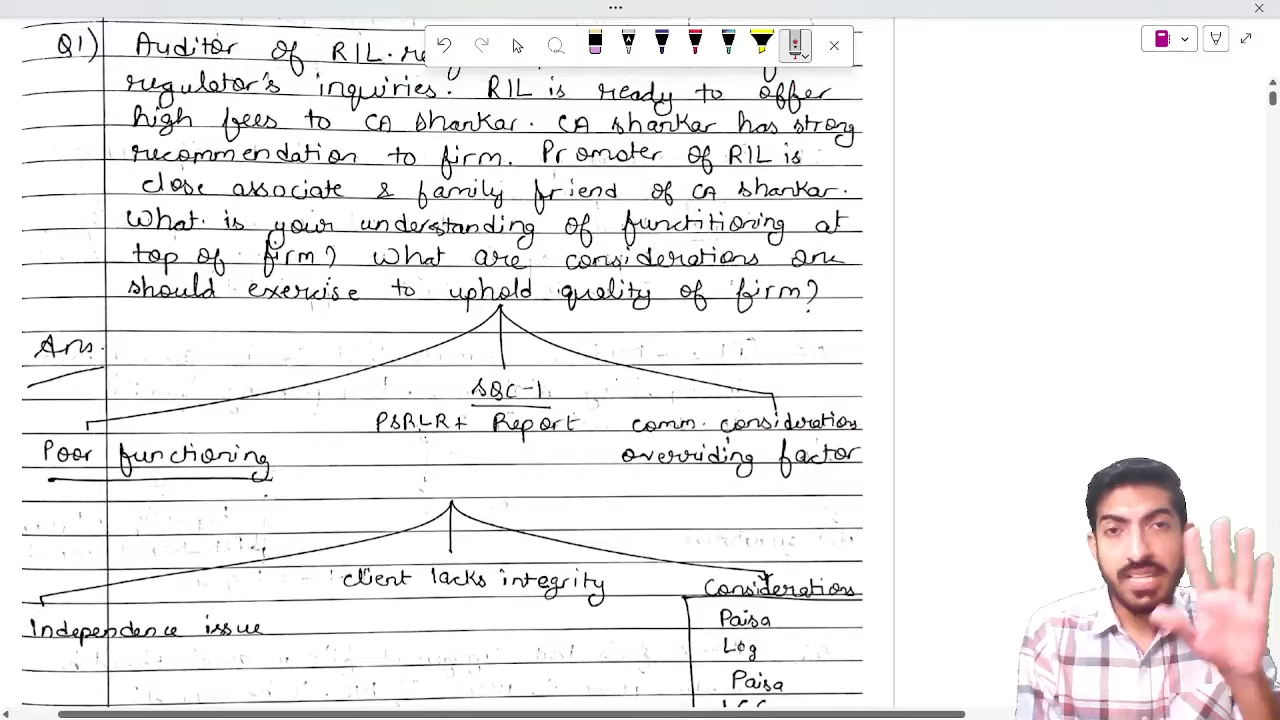 Q1) Auditor of RIL.
regulator's inquiries. RIL is ready to offer
high fees to CA shankar. CA shankar has strong
recommendation to firm. Promoter of RIL is
close associate & family friend of CA shankar.
What is your understanding of functitioning at
top of firm? What are considerations one
should exercise to uphold quality of firm?
Ans.
SQC-1
PSRLR+ Report
comm. consideration
overriding factor
Poor functioning
client lacks integrity
Considerations
Independence issue
Paisa
Log
Paisa